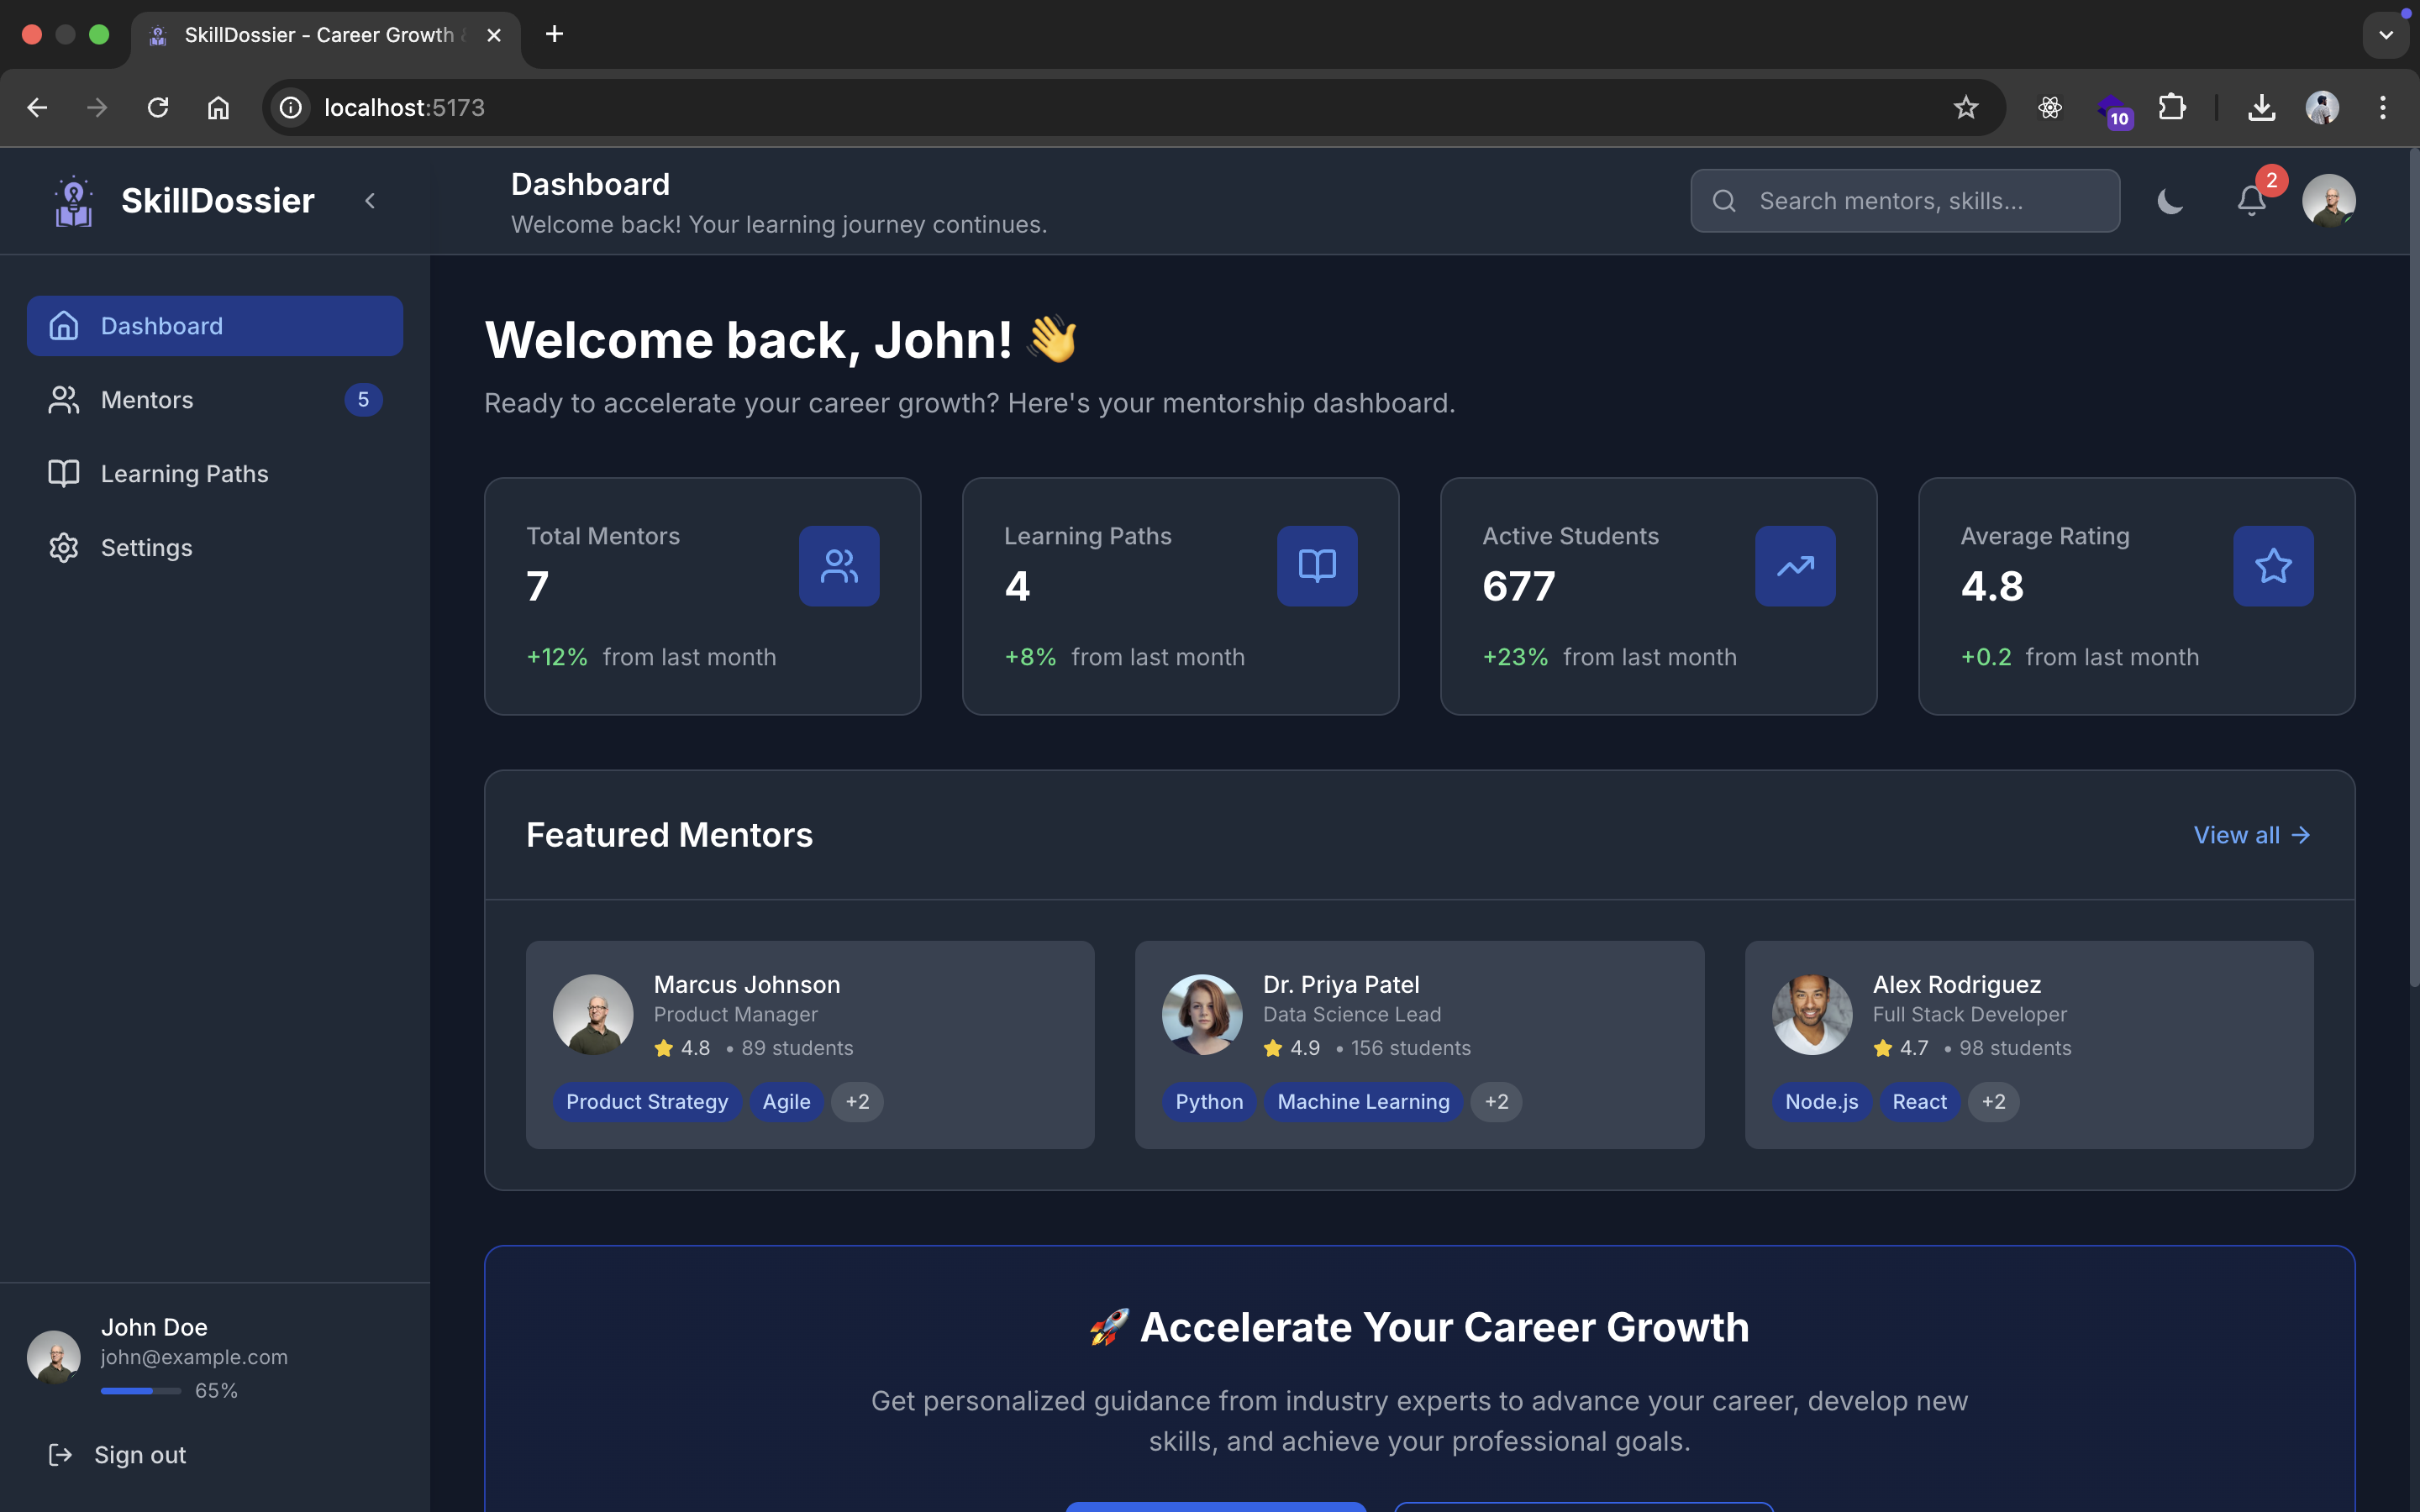 SkillDossier - Career Growth
localhost:5173
10
SkillDossier
Dashboard
Welcome back! Your learning journey continues.
Search mentors, skills...
2
Dashboard
Mentors 5
Learning Paths
Settings
John Doe
john@example.com
65%
Sign out
Welcome back, John! 👋
Ready to accelerate your career growth? Here's your mentorship dashboard.
Total Mentors
7
+12% from last month
Learning Paths
4
+8% from last month
Active Students
677
+23% from last month
Average Rating
4.8
+0.2 from last month
Featured Mentors
View all →
Marcus Johnson
Product Manager
4.8 • 89 students
Product Strategy Agile +2
Dr. Priya Patel
Data Science Lead
4.9 • 156 students
Python Machine Learning +2
Alex Rodriguez
Full Stack Developer
4.7 • 98 students
Node.js React +2
🚀 Accelerate Your Career Growth
Get personalized guidance from industry experts to advance your career, develop new
skills, and achieve your professional goals.